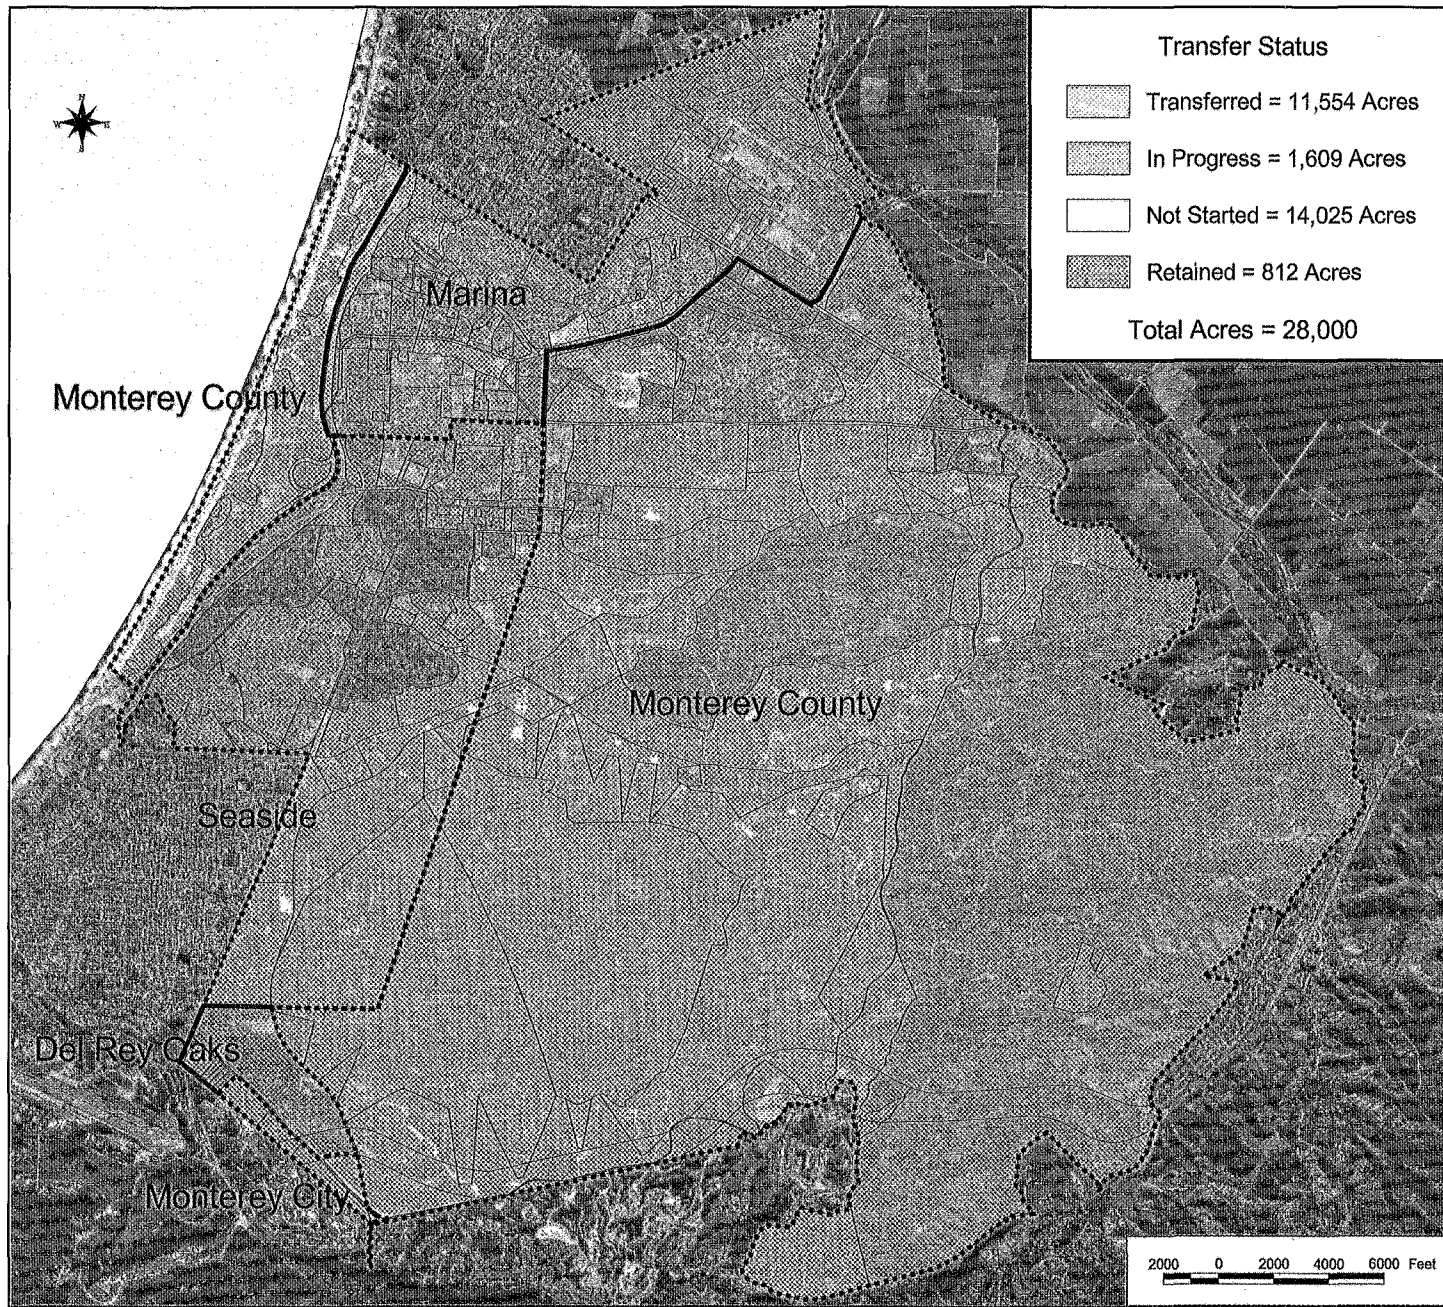 Transfer Status
Transferred = 11,554 Acres
In Progress = 1,609 Acres
Not Started = 14,025 Acres
Retained = 812 Acres
Total Acres = 28,000
N
W E
S
Marina
Monterey County
Monterey County
Seaside
Del Rey Oaks
Monterey City
2000 0 2000 4000 6000 Feet